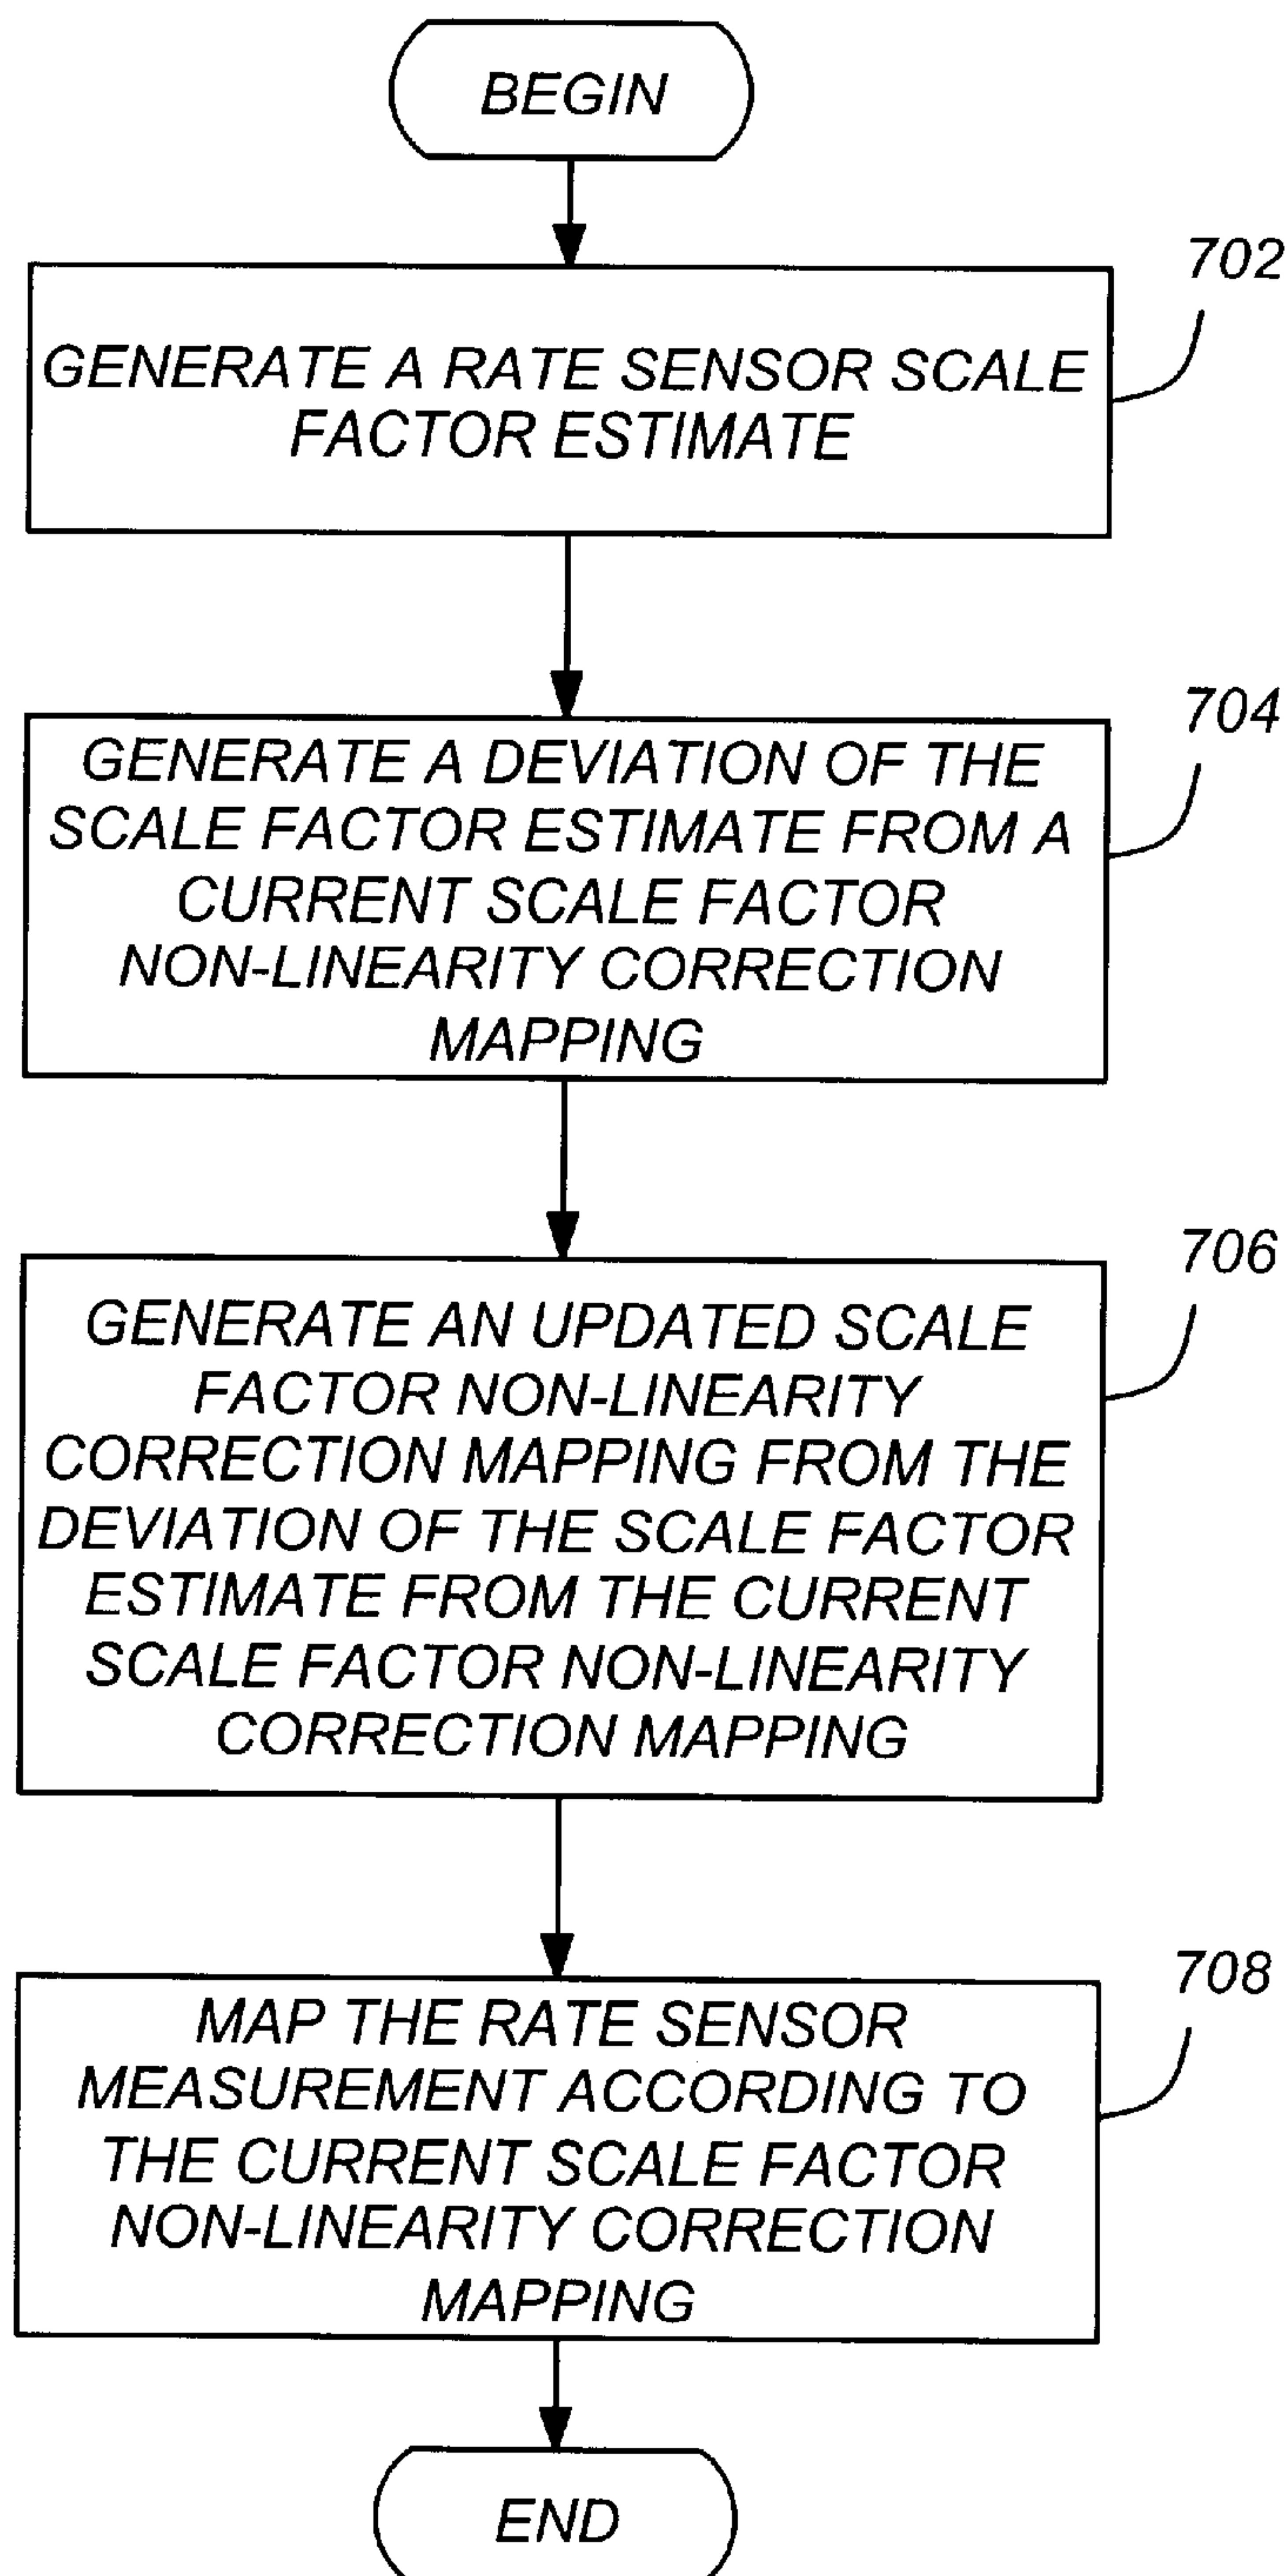 BEGIN
702
GENERATE A RATE SENSOR SCALE
FACTOR ESTIMATE
704
GENERATE A DEVIATION OF THE
SCALE FACTOR ESTIMATE FROM A
CURRENT SCALE FACTOR
NON-LINEARITY CORRECTION
MAPPING
706
GENERATE AN UPDATED SCALE
FACTOR NON-LINEARITY
CORRECTION MAPPING FROM THE
DEVIATION OF THE SCALE FACTOR
ESTIMATE FROM THE CURRENT
SCALE FACTOR NON-LINEARITY
CORRECTION MAPPING
708
MAP THE RATE SENSOR
MEASUREMENT ACCORDING TO
THE CURRENT SCALE FACTOR
NON-LINEARITY CORRECTION
MAPPING
END